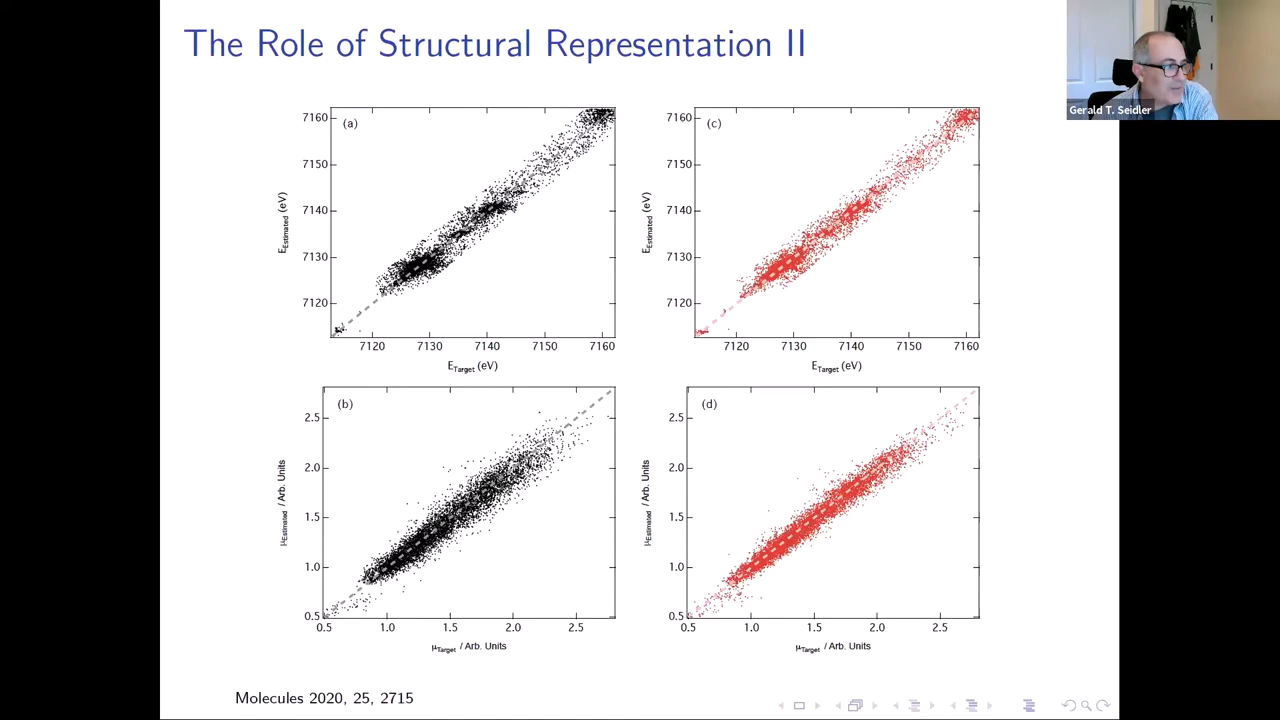 The Role of Structural Representation II
Gerald T. Seidler
(a)
7160
7150
7140
7130
7120
E_Estimated (eV)
7120 7130 7140 7150 7160
E_Target (eV)
(c)
7160
7150
7140
7130
7120
E_Estimated (eV)
7120 7130 7140 7150 7160
E_Target (eV)
(b)
2.5
2.0
1.5
1.0
0.5
μ_Estimated / Arb. Units
0.5 1.0 1.5 2.0 2.5
μ_Target / Arb. Units
(d)
2.5
2.0
1.5
1.0
0.5
μ_Estimated / Arb. Units
0.5 1.0 1.5 2.0 2.5
μ_Target / Arb. Units
Molecules 2020, 25, 2715